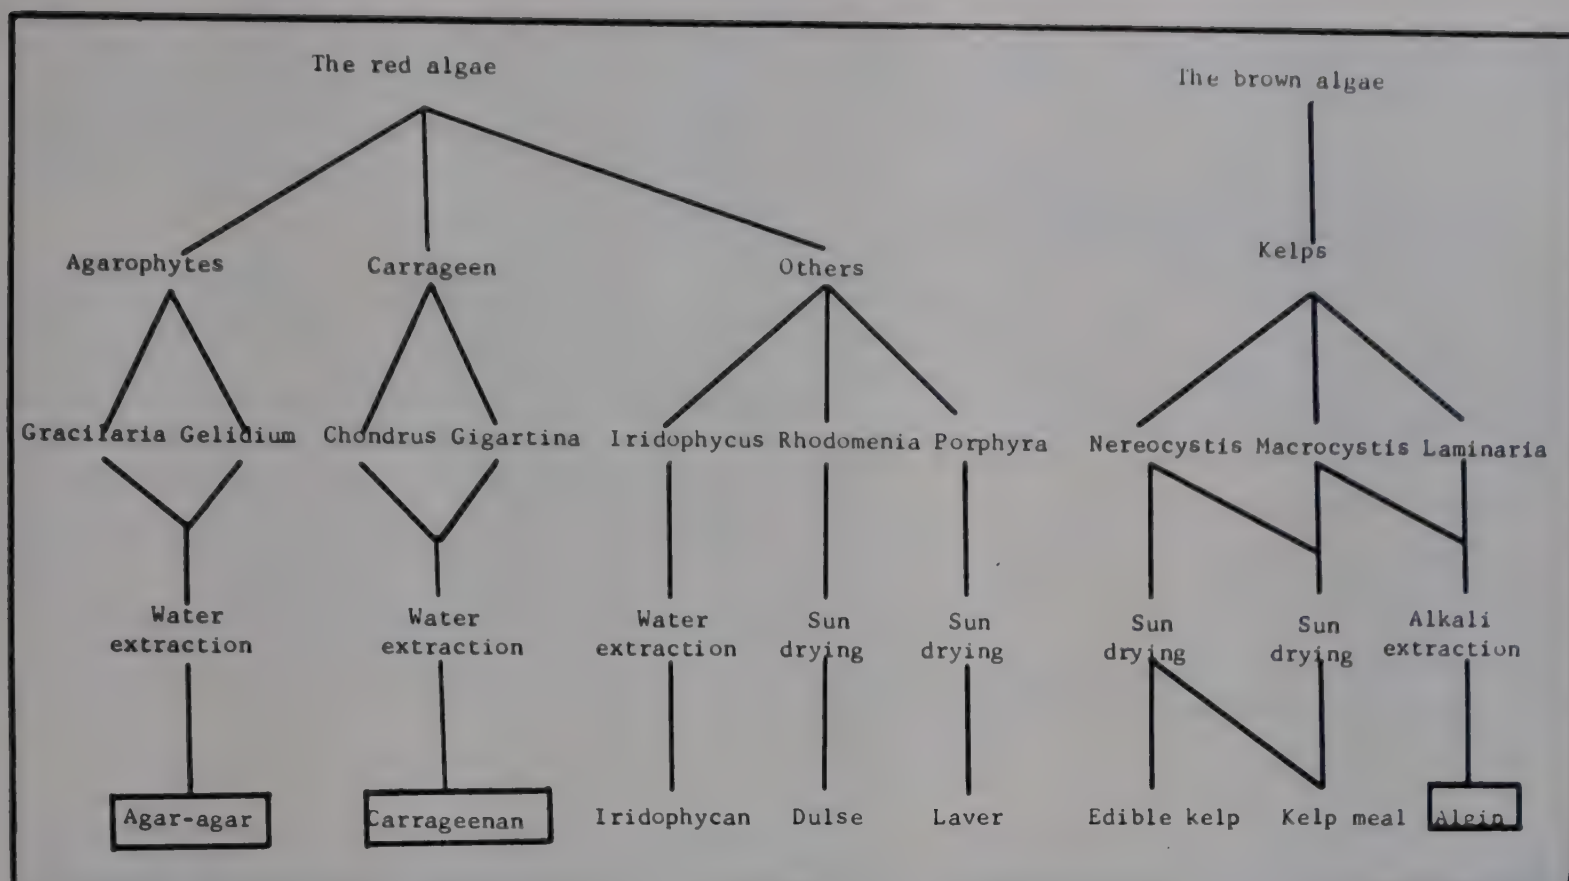 The red algae
The brown algae
Agarophytes
Carrageen
Others
Kelps
Gracilaria Gelidium Chondrus Gigartina Iridophycus Rhodomenia Porphyra Nereocystis Macrocystis Laminaria
Water
extraction
Water
extraction
Water
extraction
Sun
drying
Sun
drying
Sun
drying
Sun
drying
Alkali
extraction
Agar-agar
Carrageenan
Iridophycan
Dulse
Laver
Edible kelp
Kelp meal
Algin